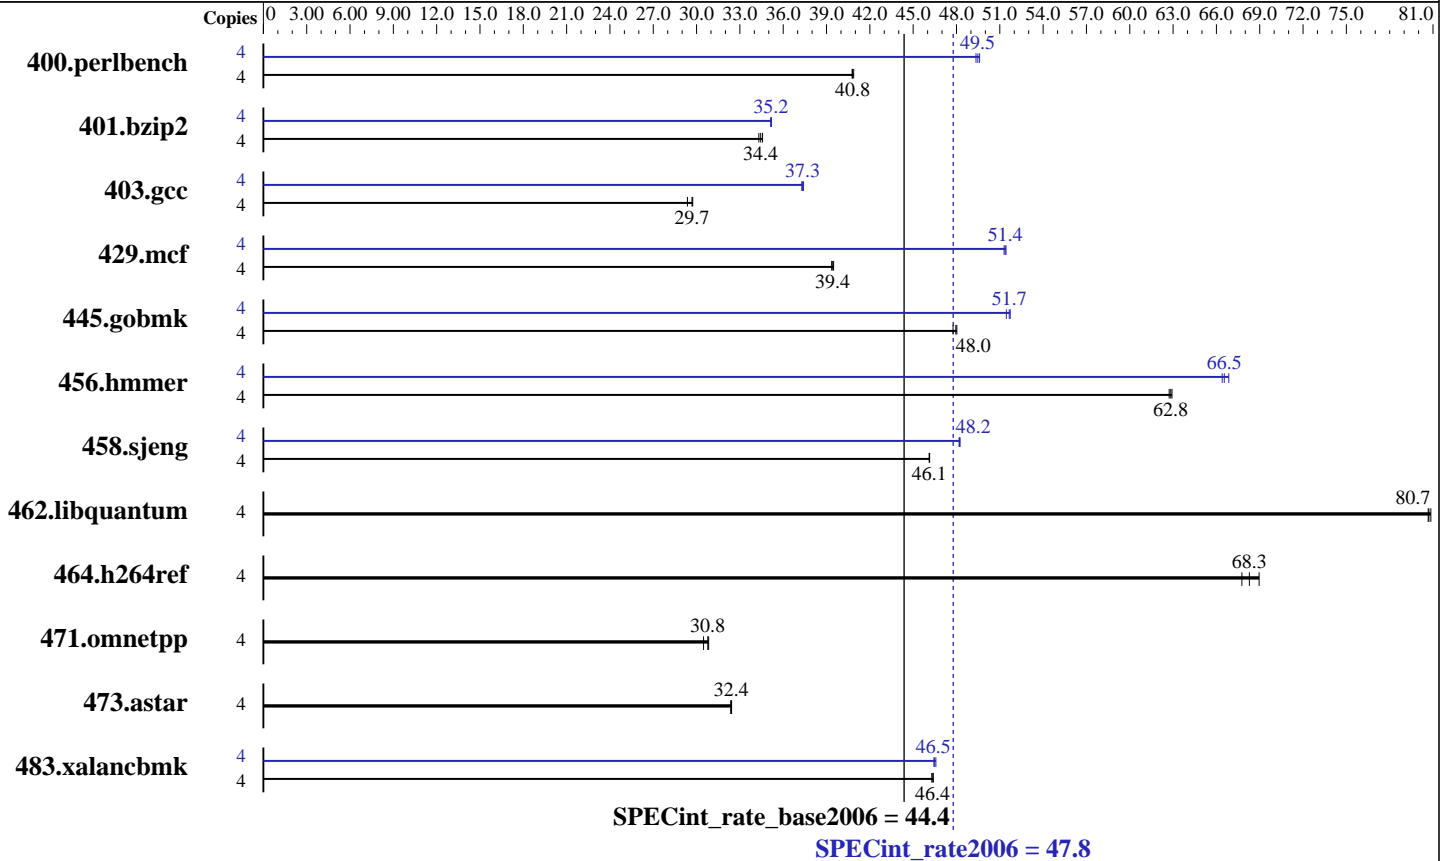 Copies 0 3.00 6.00 9.00 12.0 15.0 18.0 21.0 24.0 27.0 30.0 33.0 36.0 39.0 42.0 45.0 48.0 51.0 54.0 57.0 60.0 63.0 66.0 69.0 72.0 75.0 81.0
400.perlbench
4 49.5
4 40.8
401.bzip2
4 35.2
4 34.4
403.gcc
4 37.3
4 29.7
429.mcf
4 51.4
4 39.4
445.gobmk
4 51.7
4 48.0
456.hmmer
4 66.5
4 62.8
458.sjeng
4 48.2
4 46.1
462.libquantum 4 80.7
464.h264ref 4 68.3
471.omnetpp 4 30.8
473.astar 4 32.4
483.xalancbmk
4 46.5
4 46.4
SPECint_rate_base2006 = 44.4
SPECint_rate2006 = 47.8